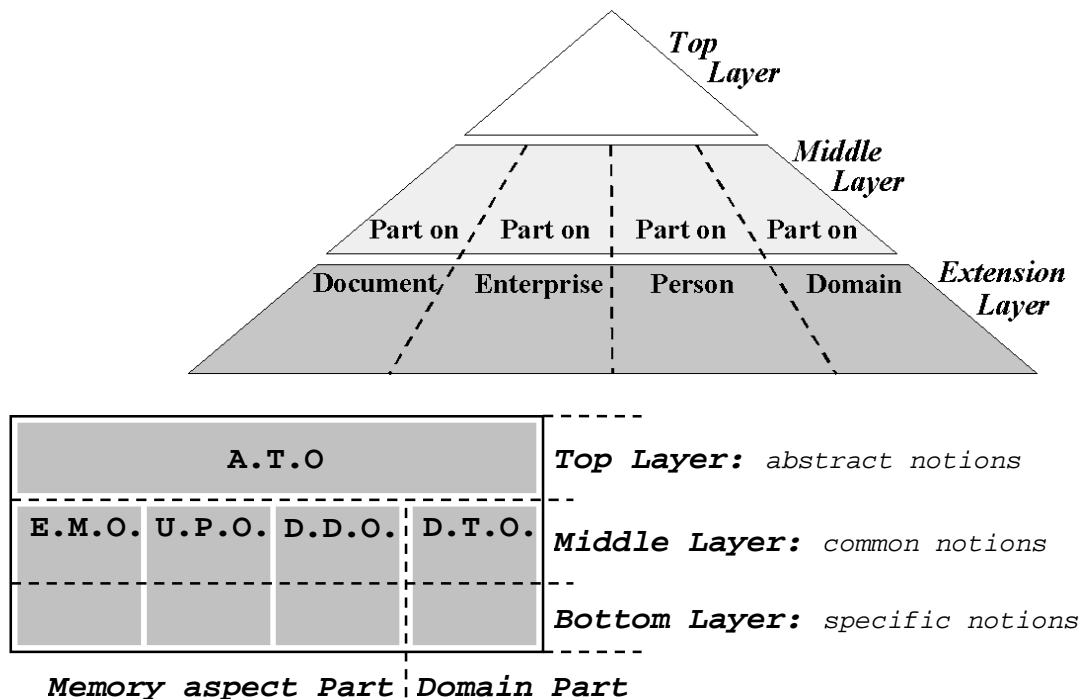 Top
Layer
Middle
Layer
Part on Part on Part on Part on
Document Enterprise Person Domain
Extension
Layer
A.T.O
Top Layer: abstract notions
E.M.O. U.P.O. D.D.O. D.T.O.
Middle Layer: common notions
Bottom Layer: specific notions
Memory aspect Part Domain Part